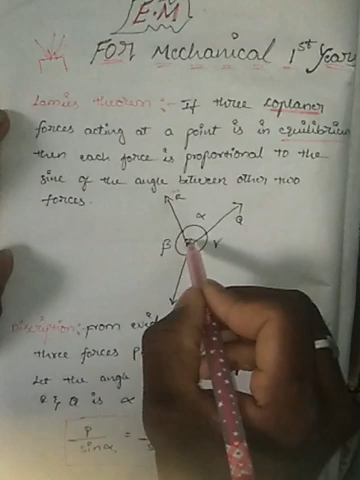 E.M
FOR Mechanical 1st Years
Lamies theorem :- If three coplaner
forces acting at a point is in equilibrium
then each force is proportional to the
sine of the angle between other two
forces.
R
α
Q
β
γ
Discription:- from
three forces P
Let the angle
R & Q is α
P/sinα =